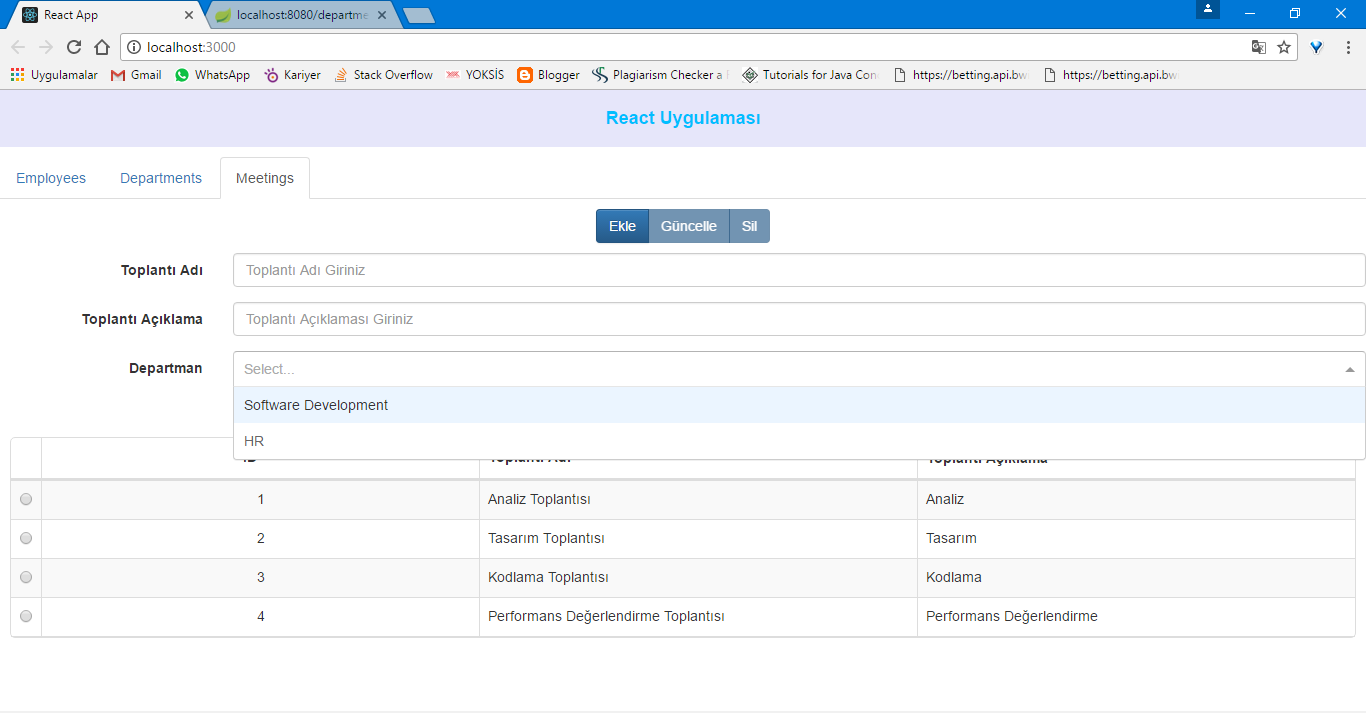 React App localhost:8080/departme
localhost:3000
Uygulamalar Gmail WhatsApp Kariyer Stack Overflow YOKSİS Blogger Plagiarism Checker a Tutorials for Java Con https://betting.api.bw https://betting.api.bw
React Uygulaması
Employees Departments Meetings
Ekle Güncelle Sil
Toplantı Adı Toplantı Adı Giriniz
Toplantı Açıklama Toplantı Açıklaması Giriniz
Departman Select...
Software Development
HR
ID Toplantı Adı Toplantı Açıklama
1 Analiz Toplantısı Analiz
2 Tasarım Toplantısı Tasarım
3 Kodlama Toplantısı Kodlama
4 Performans Değerlendirme Toplantısı Performans Değerlendirme